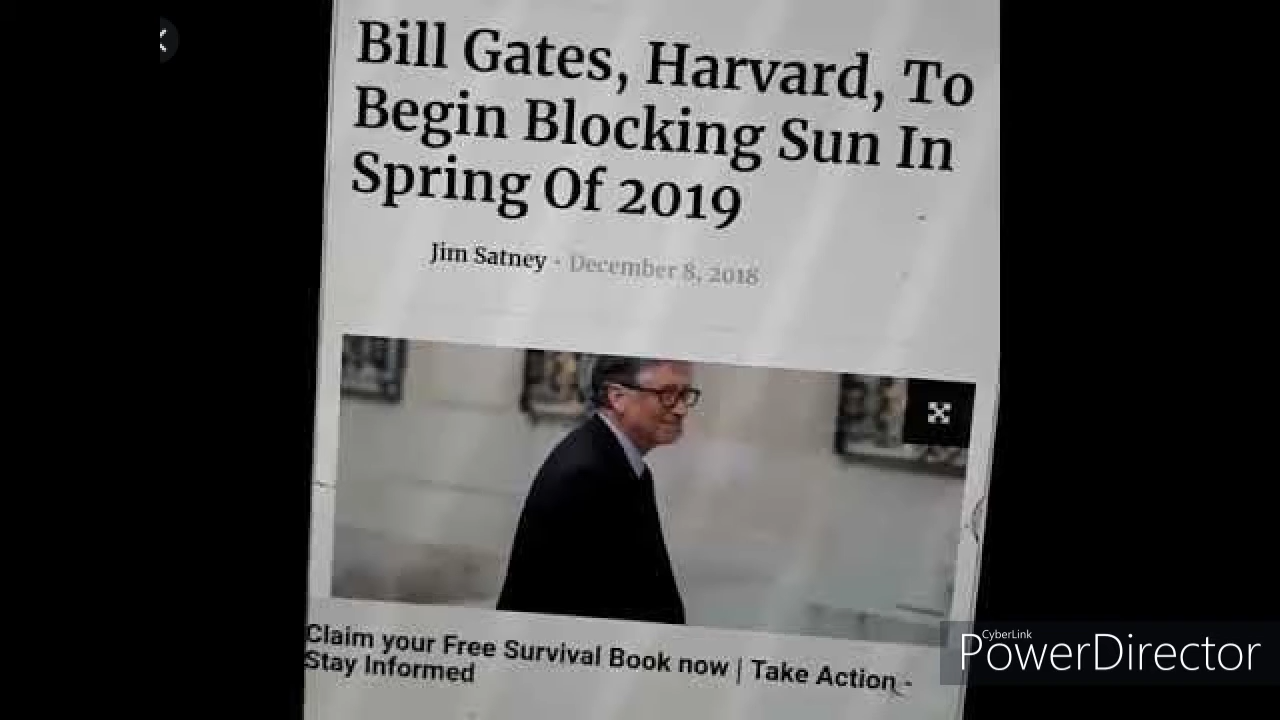 Bill Gates, Harvard, To
Begin Blocking Sun In
Spring Of 2019
Jim Satney - December 8, 2018
Claim your Free Survival Book now | Take Action -
Stay Informed
CyberLink
PowerDirector